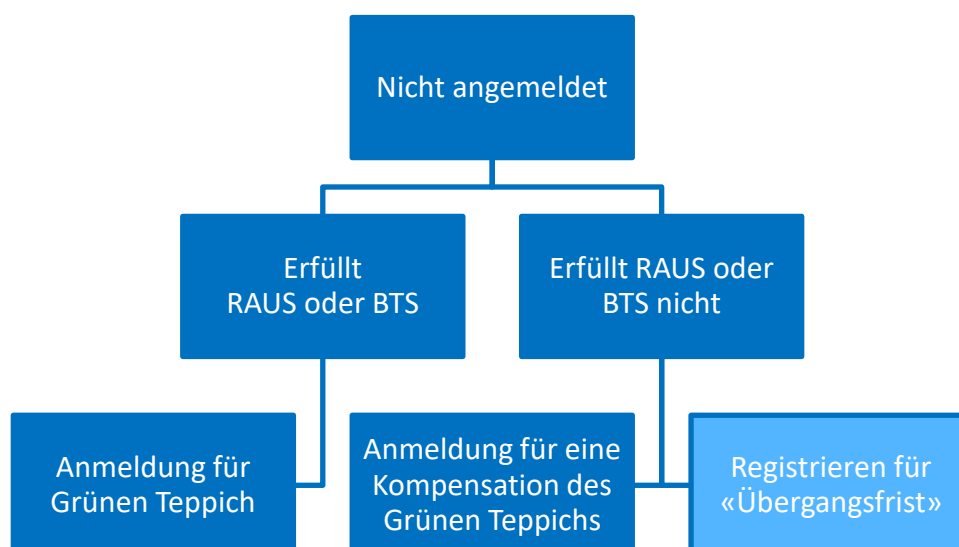 Nicht angemeldet
Erfüllt
RAUS oder BTS
Erfüllt RAUS oder
BTS nicht
Anmeldung für
Grünen Teppich
Anmeldung für eine
Kompensation des
Grünen Teppichs
Registrieren für
«Übergangsfrist»